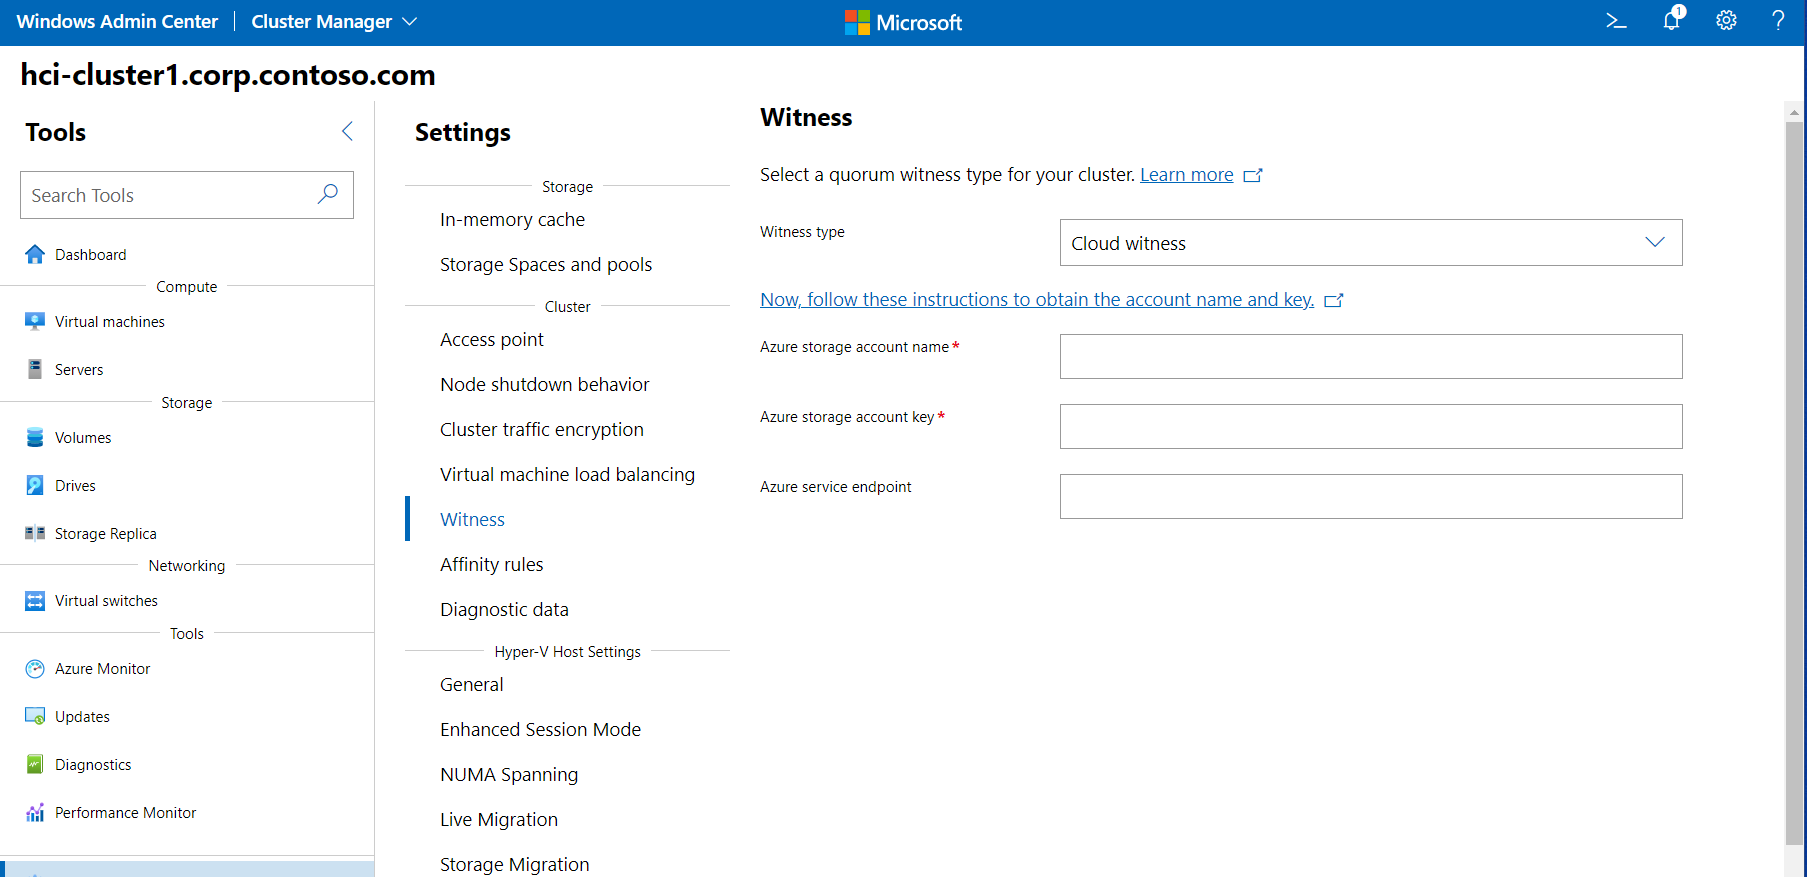 Windows Admin Center
Cluster Manager
Microsoft
1
hci-cluster1.corp.contoso.com
Tools
Search Tools
Dashboard
Compute
Virtual machines
Servers
Storage
Volumes
Drives
Storage Replica
Networking
Virtual switches
Tools
Azure Monitor
Updates
Diagnostics
Performance Monitor
Settings
Storage
In-memory cache
Storage Spaces and pools
Cluster
Access point
Node shutdown behavior
Cluster traffic encryption
Virtual machine load balancing
Witness
Affinity rules
Diagnostic data
Hyper-V Host Settings
General
Enhanced Session Mode
NUMA Spanning
Live Migration
Storage Migration
Witness
Select a quorum witness type for your cluster. Learn more
Witness type
Cloud witness
Now, follow these instructions to obtain the account name and key.
Azure storage account name*
Azure storage account key*
Azure service endpoint